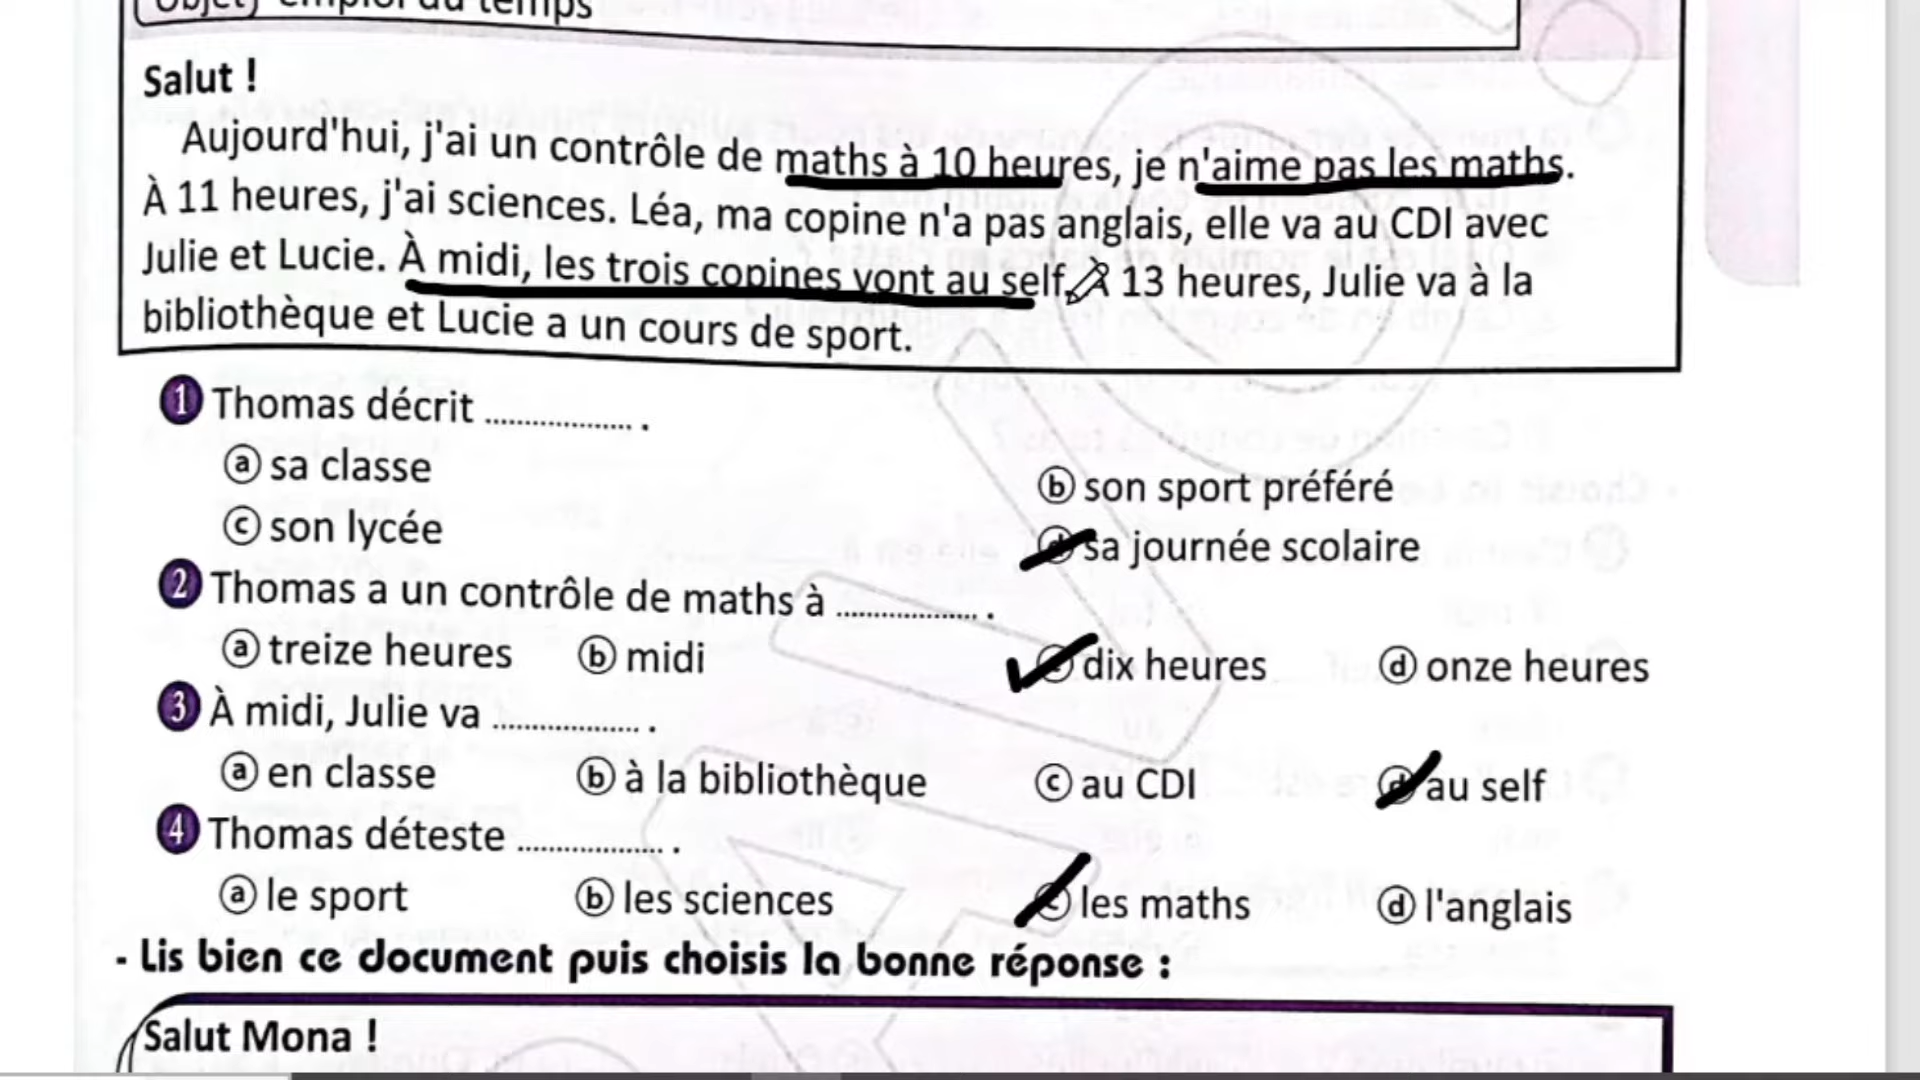 Objet emploi du temps
Salut !
Aujourd'hui, j'ai un contrôle de maths à 10 heures, je n'aime pas les maths.
À 11 heures, j'ai sciences. Léa, ma copine n'a pas anglais, elle va au CDI avec
Julie et Lucie. À midi, les trois copines vont au self. À 13 heures, Julie va à la
bibliothèque et Lucie a un cours de sport.
1 Thomas décrit ................ .
a sa classe
b son sport préféré
c son lycée
d sa journée scolaire
2 Thomas a un contrôle de maths à ................ .
a treize heures b midi c dix heures d onze heures
3 À midi, Julie va ................ .
a en classe b à la bibliothèque c au CDI d au self
4 Thomas déteste ................ .
a le sport b les sciences c les maths d l'anglais
- Lis bien ce document puis choisis la bonne réponse :
Salut Mona !